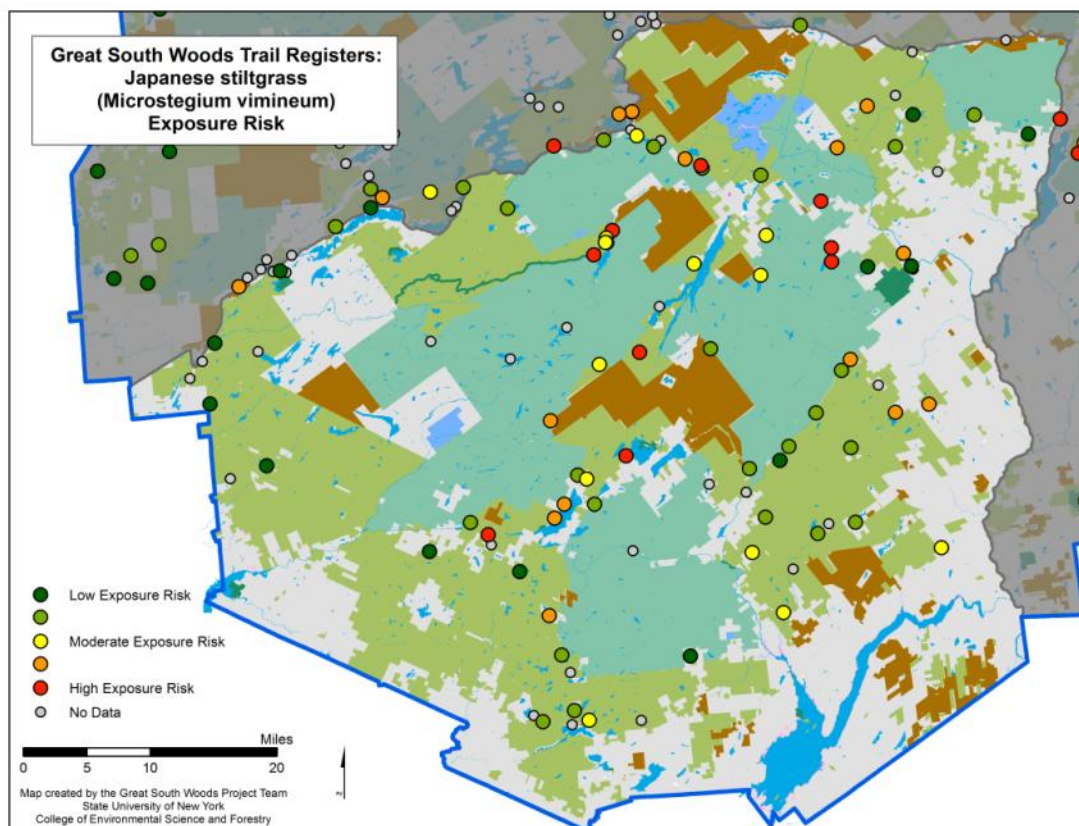 Great South Woods Trail Registers:
Japanese stiltgrass
(Microstegium vimineum)
Exposure Risk
Low Exposure Risk
Moderate Exposure Risk
High Exposure Risk
No Data
Miles
0 5 10 20
z
Map created by the Great South Woods Project Team
State University of New York
College of Environmental Science and Forestry